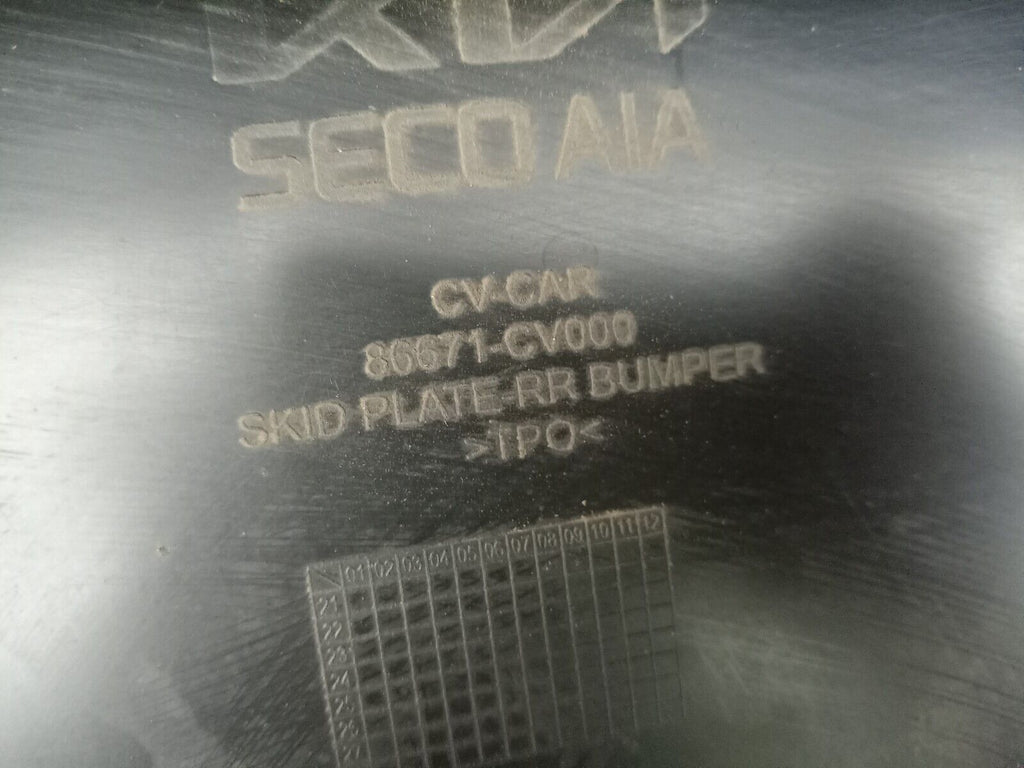 KIA
SECO AIA
CV-CAR
86671-CV000
SKID PLATE-RR BUMPER
>TPO<
01 02 03 04 05 06 07 08 09 10 11 12